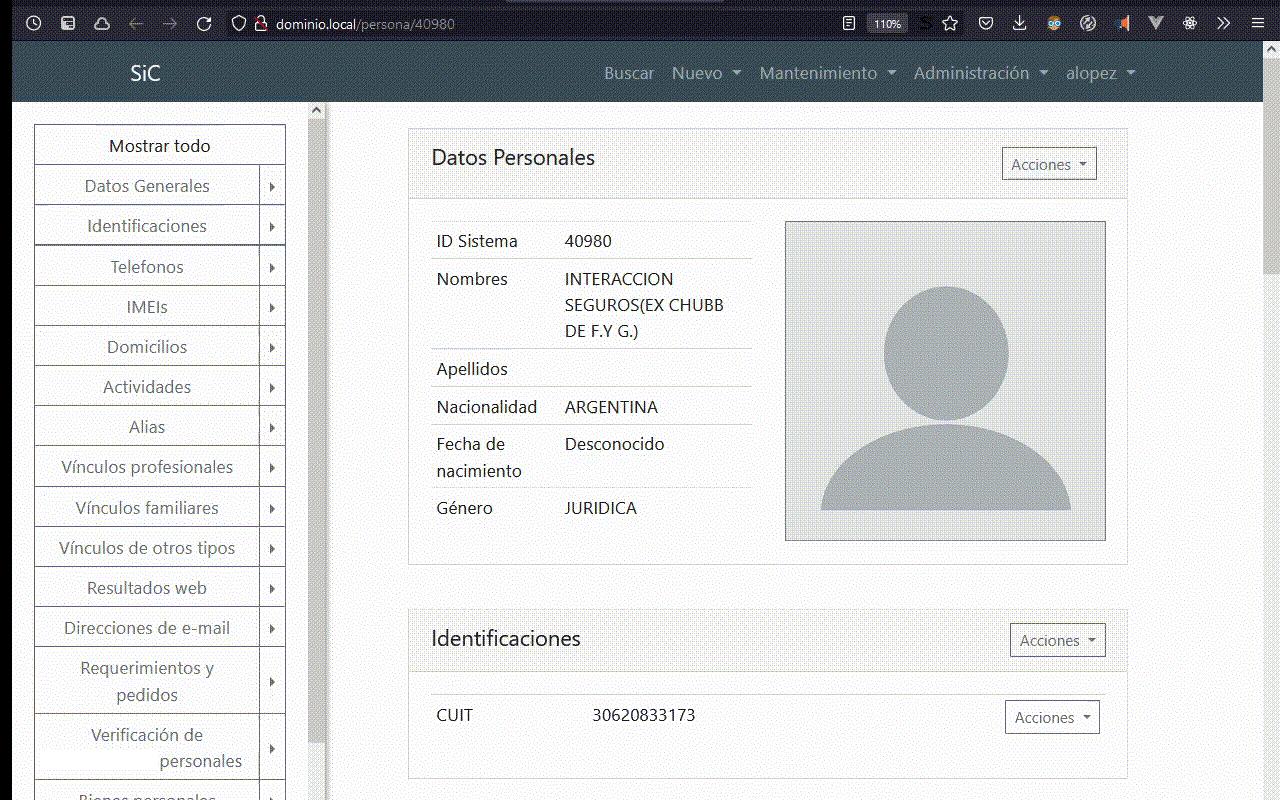 dominio.local/persona/40980
110%
SiC
Buscar Nuevo Mantenimiento Administración alopez
Mostrar todo
Datos Generales
Identificaciones
Telefonos
IMEIs
Domicilios
Actividades
Alias
Vínculos profesionales
Vínculos familiares
Vínculos de otros tipos
Resultados web
Direcciones de e-mail
Requerimientos y
pedidos
Verificación de
personales
Bienes personales
Datos Personales
Acciones
ID Sistema 40980
Nombres INTERACCION
SEGUROS(EX CHUBB
DE F.Y G.)
Apellidos
Nacionalidad ARGENTINA
Fecha de Desconocido
nacimiento
Género JURIDICA
Identificaciones
Acciones
CUIT 30620833173 Acciones